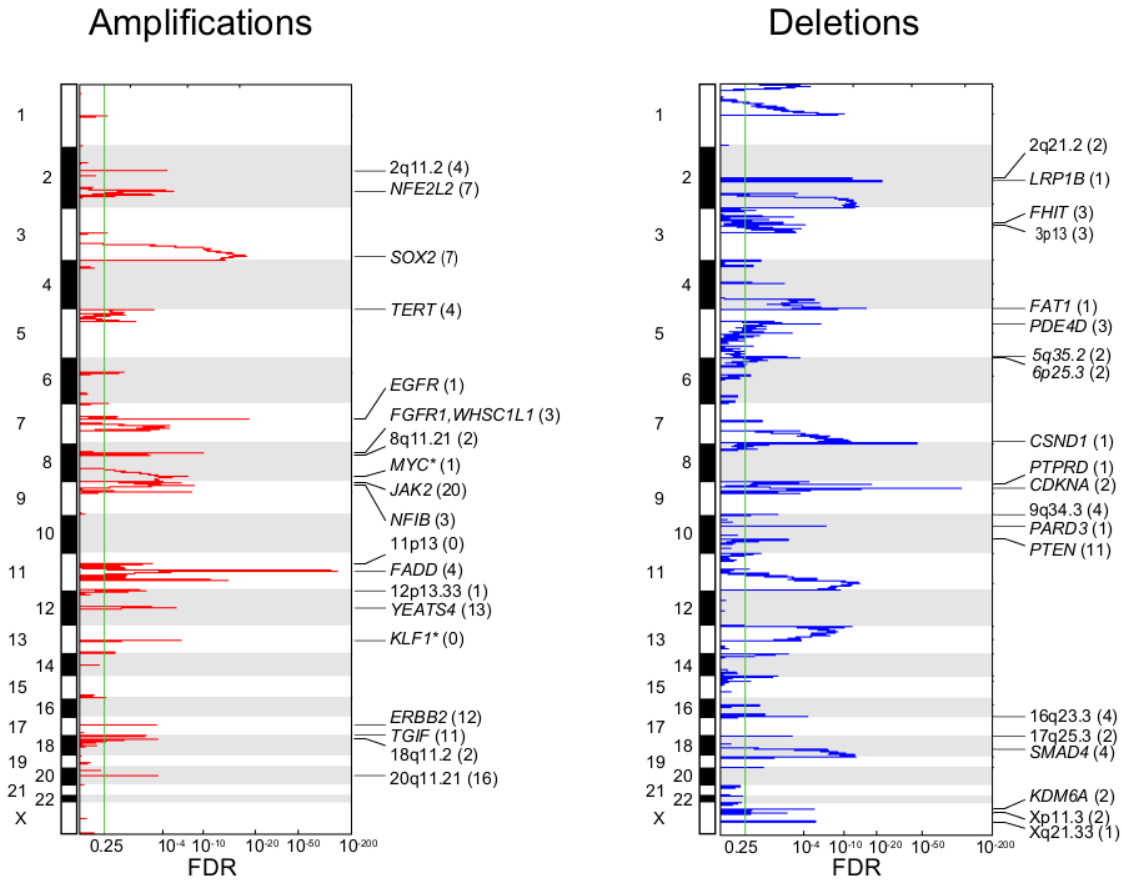 Amplifications
1
2
3
4
5
6
7
8
9
10
11
12
13
14
15
16
17
18
19
20
21
22
X
2q11.2 (4)
NFE2L2 (7)
SOX2 (7)
TERT (4)
EGFR (1)
FGFR1,WHSC1L1 (3)
8q11.21 (2)
MYC* (1)
JAK2 (20)
NFIB (3)
11p13 (0)
FADD (4)
12p13.33 (1)
YEATS4 (13)
KLF1* (0)
ERBB2 (12)
TGIF (11)
18q11.2 (2)
20q11.21 (16)
0.25 10-4 10-10 10-20 10-50 10-200
FDR
Deletions
1
2
3
4
5
6
7
8
9
10
11
12
13
14
15
16
17
18
19
20
21
22
X
2q21.2 (2)
LRP1B (1)
FHIT (3)
3p13 (3)
FAT1 (1)
PDE4D (3)
5q35.2 (2)
6p25.3 (2)
CSND1 (1)
PTPRD (1)
CDKNA (2)
9q34.3 (4)
PARD3 (1)
PTEN (11)
16q23.3 (4)
17q25.3 (2)
SMAD4 (4)
KDM6A (2)
Xp11.3 (2)
Xq21.33 (1)
0.25 10-4 10-10 10-20 10-50 10-200
FDR